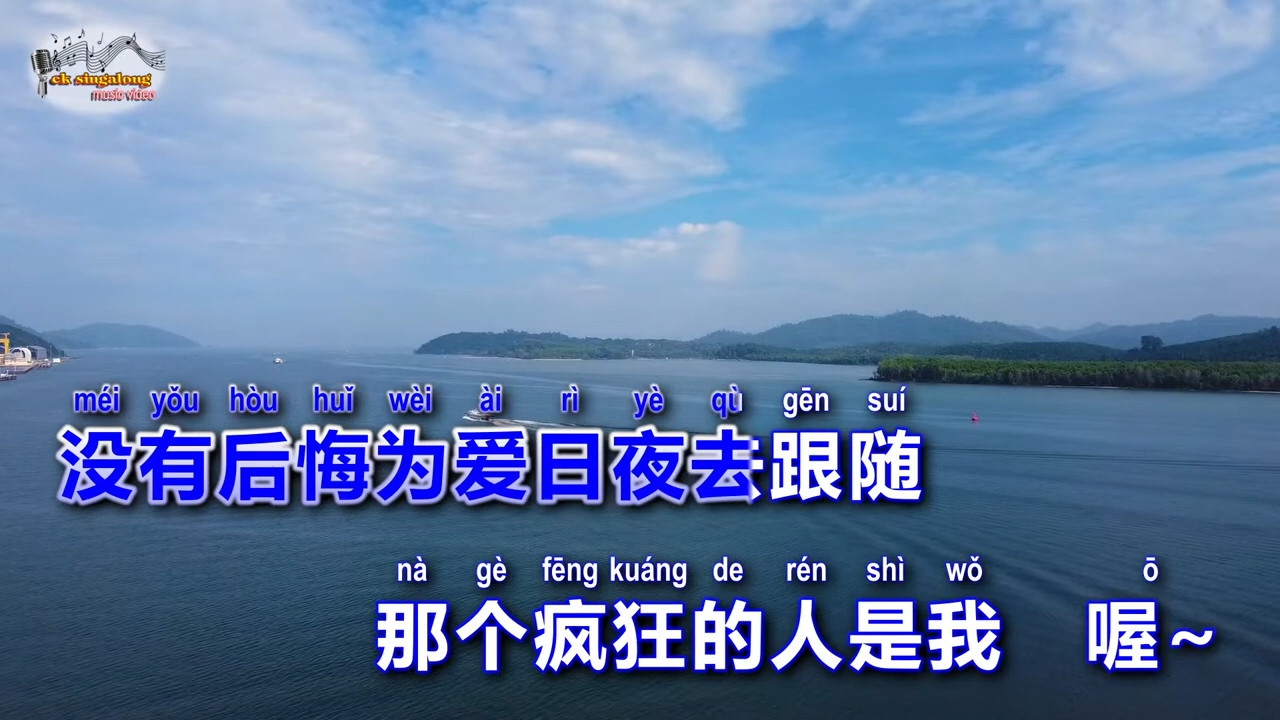 ck singalong
music video
méi yǒu hòu huǐ wèi ài rì yè qù gēn suí
没有后悔为爱日夜去跟随
nà gè fēng kuáng de rén shì wǒ ō
那个疯狂的人是我 喔~